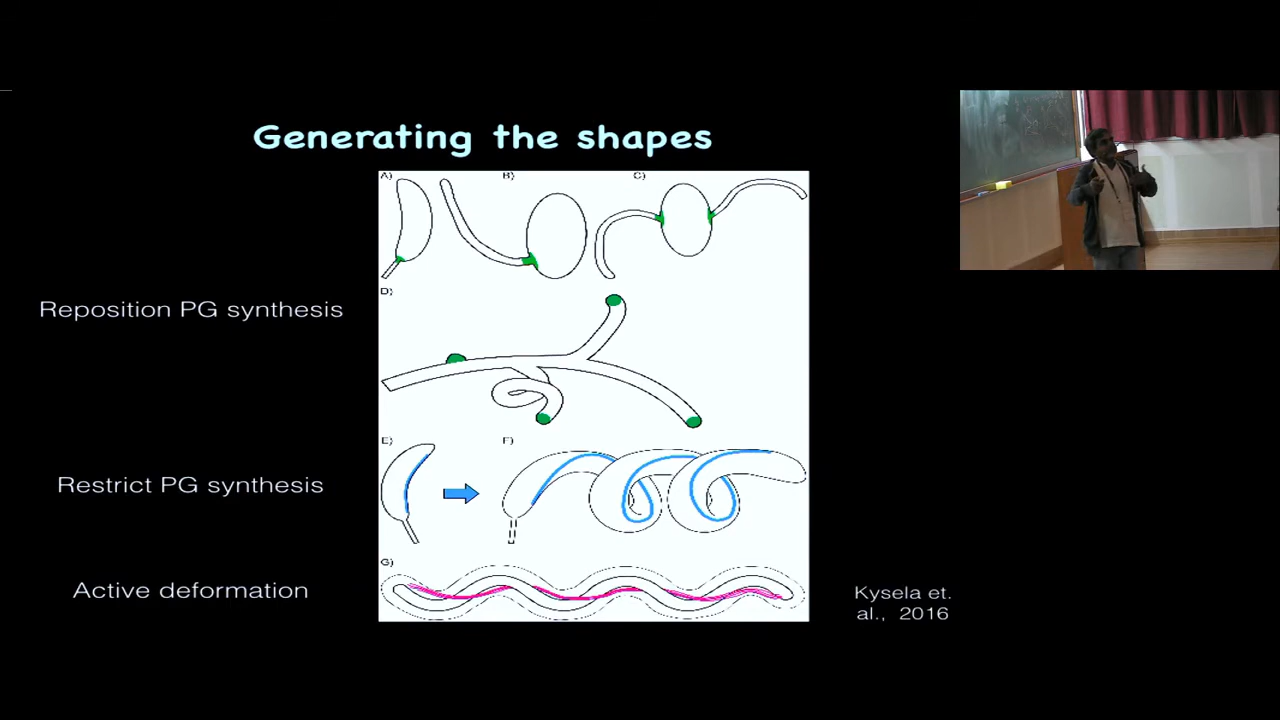 Generating the shapes
A)
B)
C)
Reposition PG synthesis
D)
Restrict PG synthesis
E)
F)
Active deformation
G)
Kysela et.
al., 2016